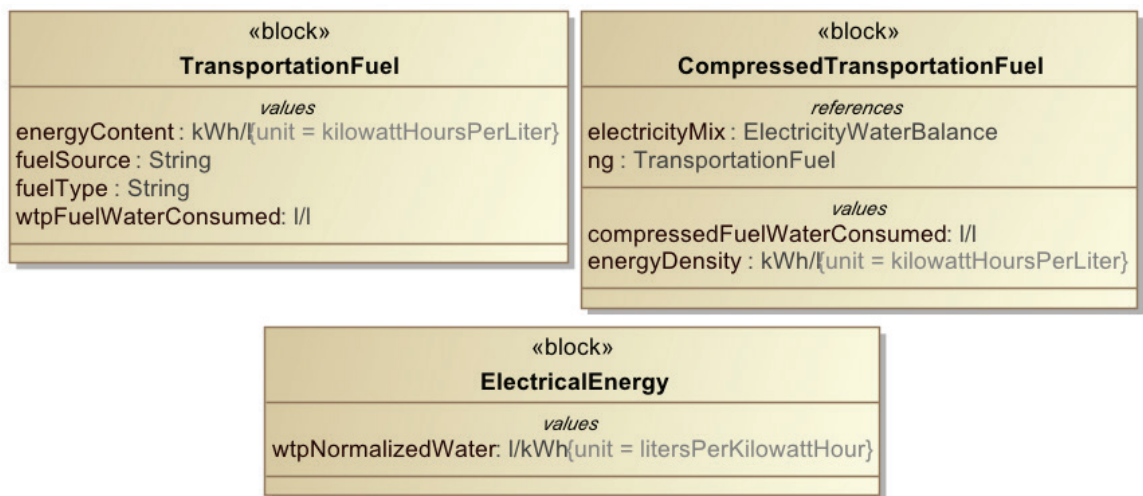 «block»
TransportationFuel
values
energyContent : kWh/l{unit = kilowattHoursPerLiter}
fuelSource : String
fuelType : String
wtpFuelWaterConsumed: l/l
«block»
CompressedTransportationFuel
references
electricityMix : ElectricityWaterBalance
ng : TransportationFuel
values
compressedFuelWaterConsumed: l/l
energyDensity : kWh/l{unit = kilowattHoursPerLiter}
«block»
ElectricalEnergy
values
wtpNormalizedWater: l/kWh{unit = litersPerKilowattHour}